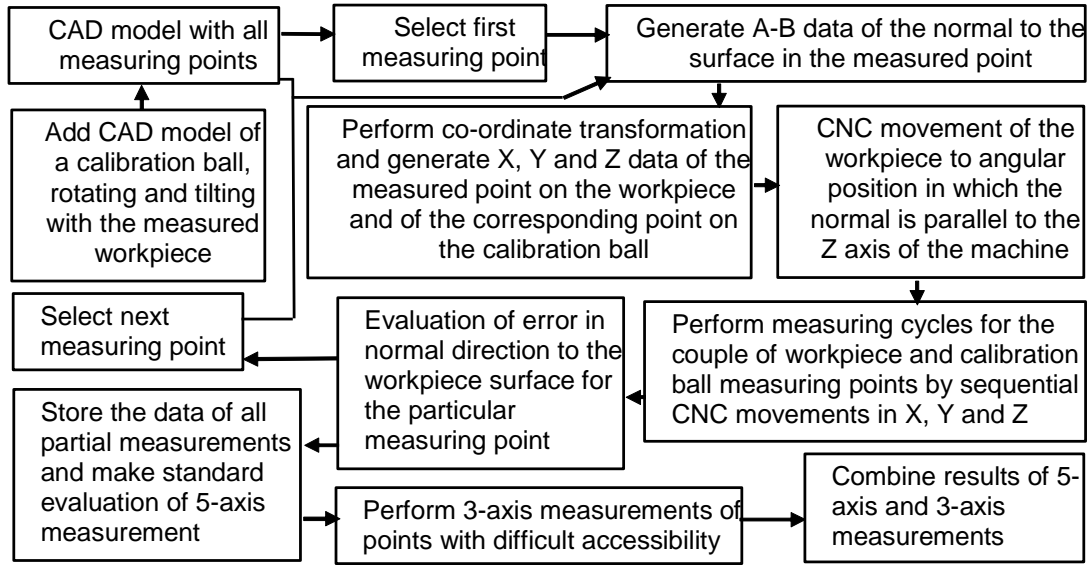 CAD model with all
measuring points
Select first
measuring point
Generate A-B data of the normal to the
surface in the measured point
Add CAD model of
a calibration ball,
rotating and tilting
with the measured
workpiece
Perform co-ordinate transformation
and generate X, Y and Z data of the
measured point on the workpiece
and of the corresponding point on
the calibration ball
CNC movement of the
workpiece to angular
position in which the
normal is parallel to the
Z axis of the machine
Select next
measuring point
Evaluation of error in
normal direction to the
workpiece surface for
the particular
measuring point
Perform measuring cycles for the
couple of workpiece and calibration
ball measuring points by sequential
CNC movements in X, Y and Z
Store the data of all
partial measurements
and make standard
evaluation of 5-axis
measurement
Perform 3-axis measurements of
points with difficult accessibility
Combine results of 5-
axis and 3-axis
measurements